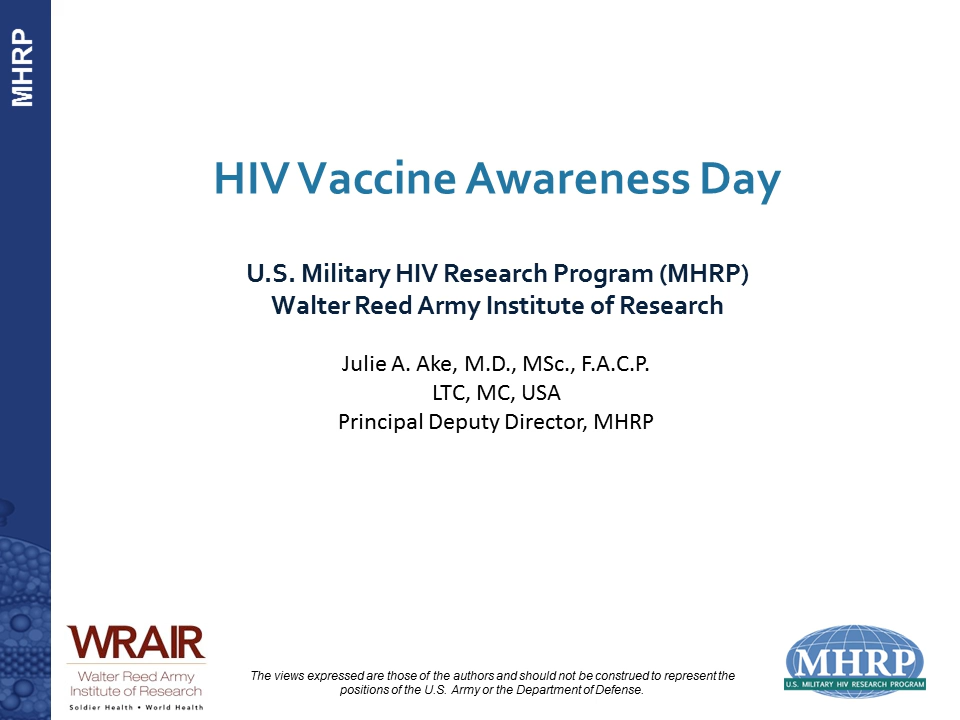 MHRP
HIV Vaccine Awareness Day
U.S. Military HIV Research Program (MHRP)
Walter Reed Army Institute of Research
Julie A. Ake, M.D., MSc., F.A.C.P.
LTC, MC, USA
Principal Deputy Director, MHRP
WRAIR
Walter Reed Army
Institute of Research
Soldier Health • World Health
The views expressed are those of the authors and should not be construed to represent the
positions of the U.S. Army or the Department of Defense.
MHRP
U.S. MILITARY HIV RESEARCH PROGRAM